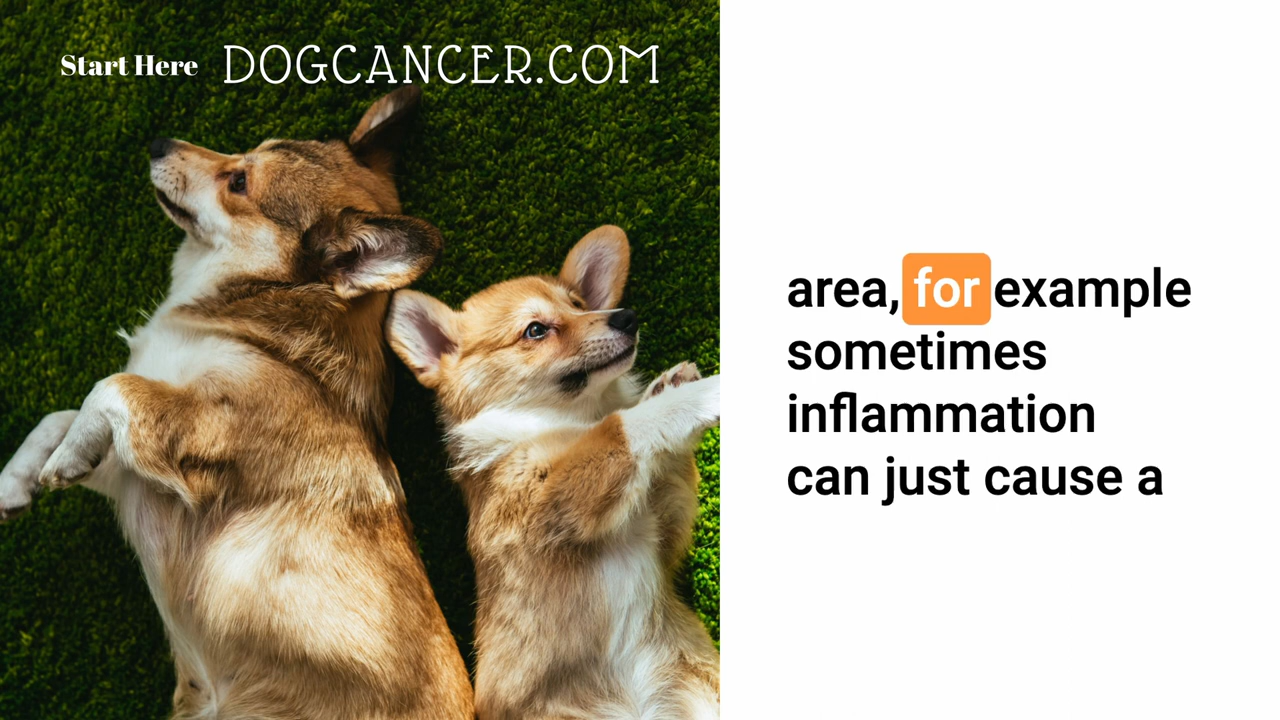 Start Here DOGCANCER.COM
area, for example
sometimes
inflammation
can just cause a